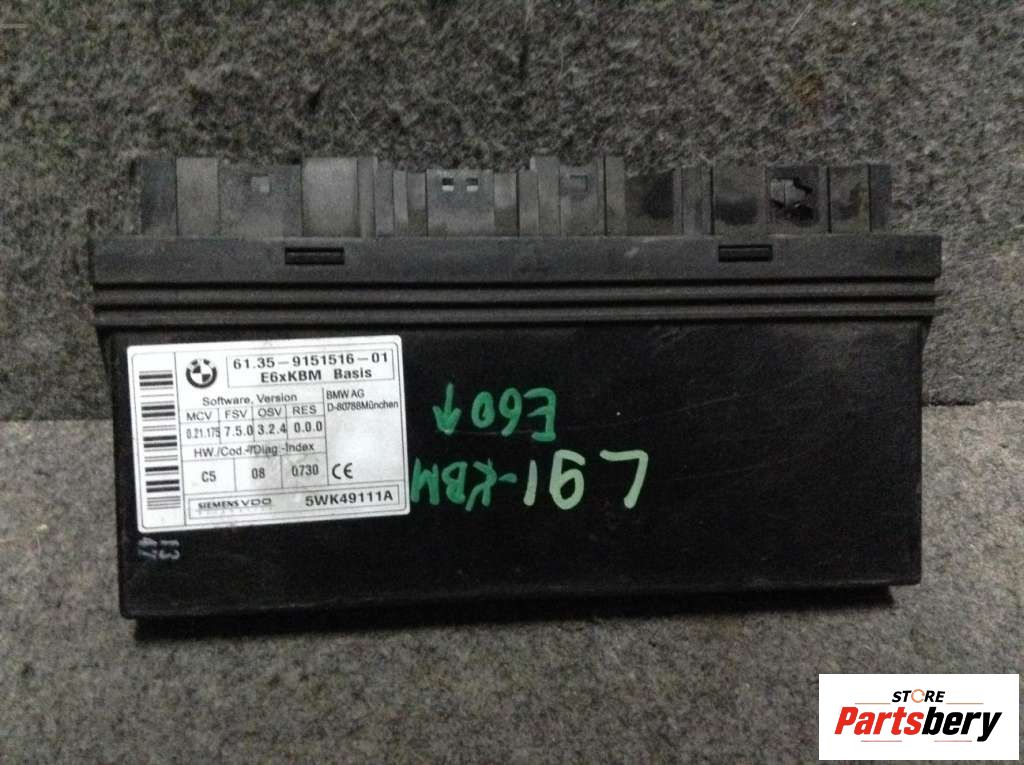 61.35-9151516-01
E6xKBM Basis
Software, Version
MCV FSV OSV RES
0.21.175 7.5.0 3.2.4 0.0.0
HW./Cod.-/Diag.-Index
C5 08 0730
BMW AG
D-80788München
CE
SIEMENS VDO
5WK49111A
E60
L91-KBM
STORE
Partsbery